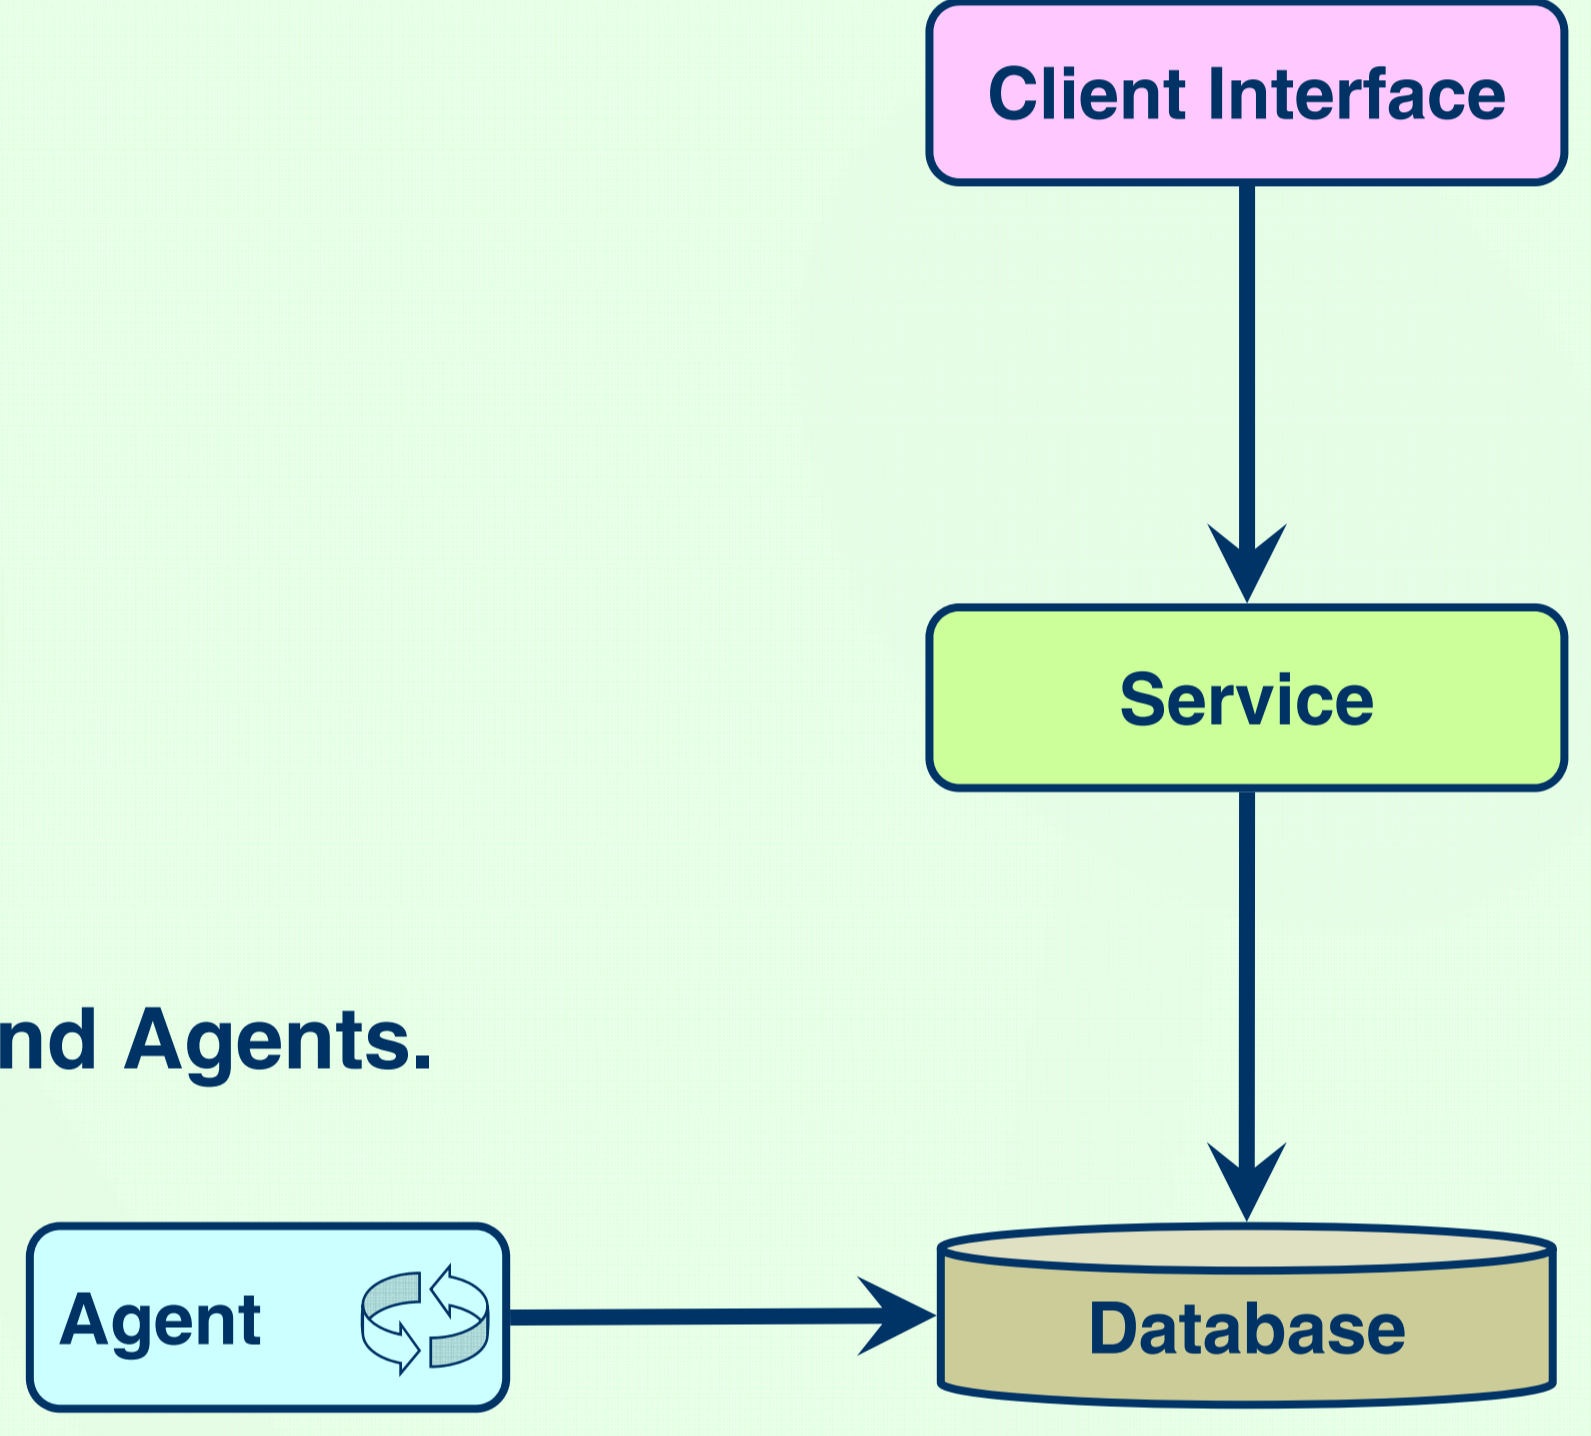 Client Interface
Service
nd Agents.
Agent
Database